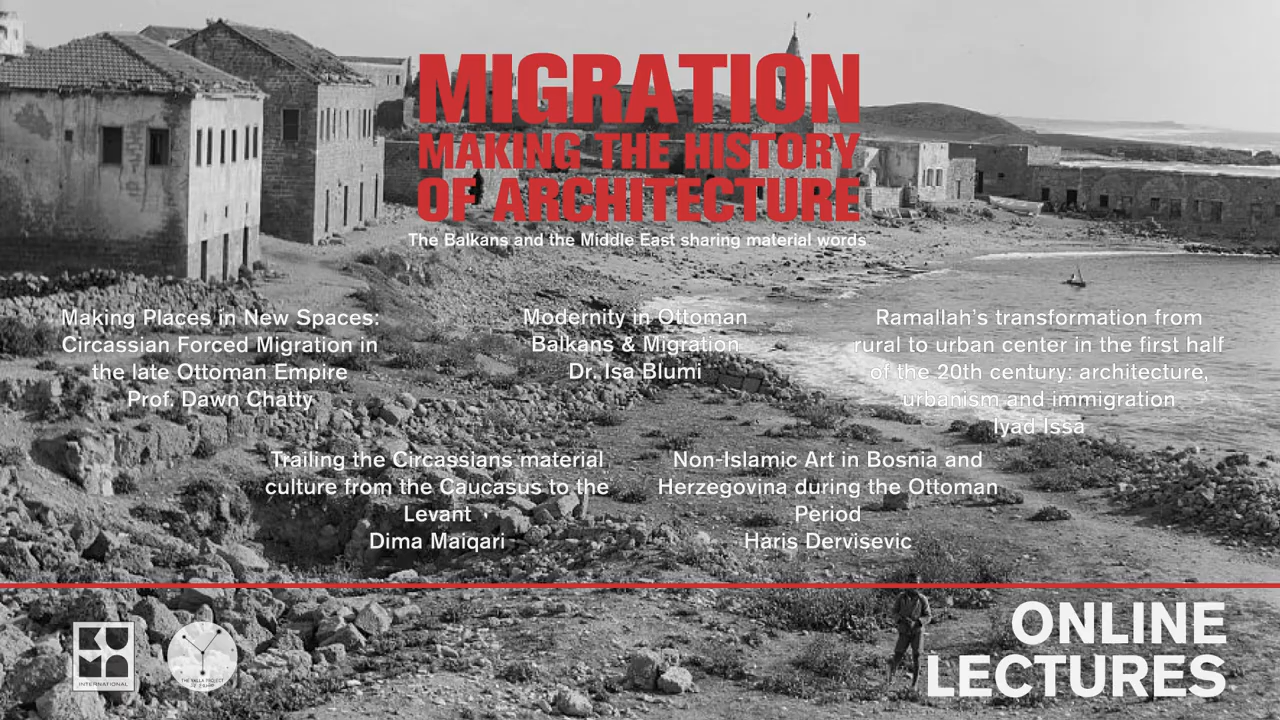 MIGRATION
MAKING THE HISTORY
OF ARCHITECTURE
The Balkans and the Middle East sharing material words
Making Places in New Spaces:
Circassian Forced Migration in
the late Ottoman Empire
Prof. Dawn Chatty
Modernity in Ottoman
Balkans & Migration
Dr. Isa Blumi
Ramallah's transformation from
rural to urban center in the first half
of the 20th century: architecture,
urbanism and immigration
Iyad Issa
Trailing the Circassians material
culture from the Caucasus to the
Levant
Dima Maiqari
Non-Islamic Art in Bosnia and
Herzegovina during the Ottoman
Period
Haris Dervisevic
INTERNATIONAL
THE YALLA PROJECT
ONLINE
LECTURES